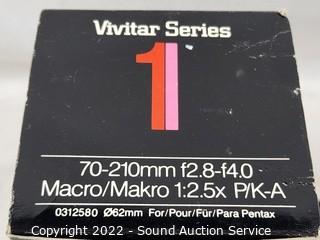 Vivitar Series
1
70-210mm f2.8-f4.0
Macro/Makro 1:2.5x P/K-A
0312580 Ø62mm For/Pour/Für/Para Pentax
Copyright 2022 - Sound Auction Service